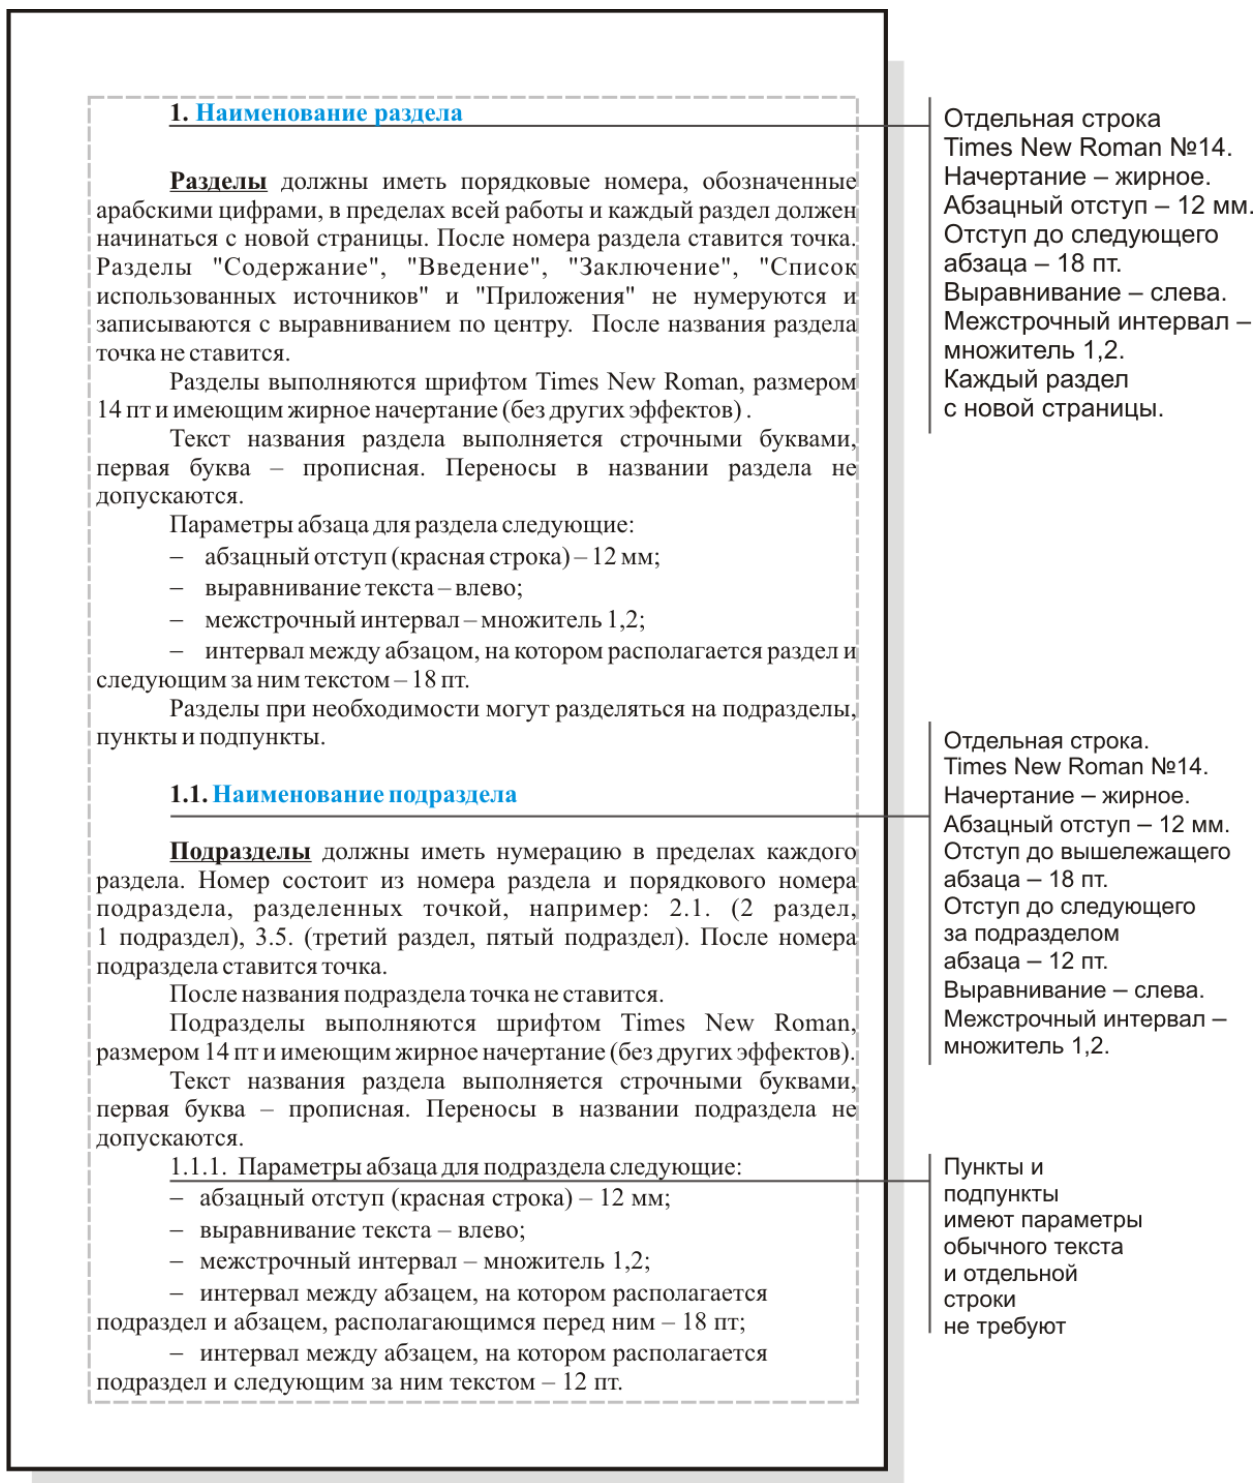 1. Наименование раздела
Разделы должны иметь порядковые номера, обозначенные
арабскими цифрами, в пределах всей работы и каждый раздел должен
начинаться с новой страницы. После номера раздела ставится точка.
Разделы "Содержание", "Введение", "Заключение", "Список
использованных источников" и "Приложения" не нумеруются и
записываются с выравниванием по центру. После названия раздела
точка не ставится.
Разделы выполняются шрифтом Times New Roman, размером
14 пт и имеющим жирное начертание (без других эффектов) .
Текст названия раздела выполняется строчными буквами,
первая буква – прописная. Переносы в названии раздела не
допускаются.
Параметры абзаца для раздела следующие:
– абзацный отступ (красная строка) – 12 мм;
– выравнивание текста – влево;
– межстрочный интервал – множитель 1,2;
– интервал между абзацом, на котором располагается раздел и
следующим за ним текстом – 18 пт.
Разделы при необходимости могут разделяться на подразделы,
пункты и подпункты.
1.1. Наименование подраздела
Подразделы должны иметь нумерацию в пределах каждого
раздела. Номер состоит из номера раздела и порядкового номера
подраздела, разделенных точкой, например: 2.1. (2 раздел,
1 подраздел), 3.5. (третий раздел, пятый подраздел). После номера
подраздела ставится точка.
После названия подраздела точка не ставится.
Подразделы выполняются шрифтом Times New Roman,
размером 14 пт и имеющим жирное начертание (без других эффектов).
Текст названия раздела выполняется строчными буквами,
первая буква – прописная. Переносы в названии подраздела не
допускаются.
1.1.1. Параметры абзаца для подраздела следующие:
– абзацный отступ (красная строка) – 12 мм;
– выравнивание текста – влево;
– межстрочный интервал – множитель 1,2;
– интервал между абзацем, на котором располагается
подраздел и абзацем, располагающимся перед ним – 18 пт;
– интервал между абзацем, на котором располагается
подраздел и следующим за ним текстом – 12 пт.
Отдельная строка
Times New Roman №14.
Начертание – жирное.
Абзацный отступ – 12 мм.
Отступ до следующего
абзаца – 18 пт.
Выравнивание – слева.
Межстрочный интервал –
множитель 1,2.
Каждый раздел
с новой страницы.
Отдельная строка.
Times New Roman №14.
Начертание – жирное.
Абзацный отступ – 12 мм.
Отступ до вышележащего
абзаца – 18 пт.
Отступ до следующего
за подразделом
абзаца – 12 пт.
Выравнивание – слева.
Межстрочный интервал –
множитель 1,2.
Пункты и
подпункты
имеют параметры
обычного текста
и отдельной
строки
не требуют